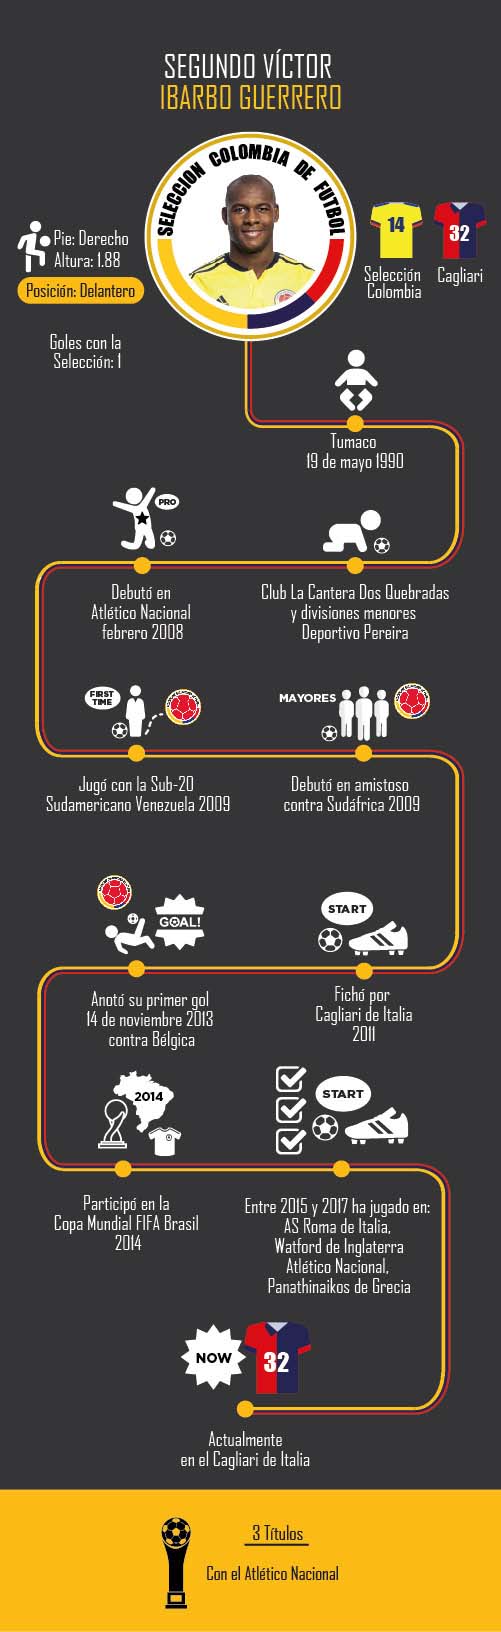 SEGUNDO VÍCTOR
IBARBO GUERRERO
SELECCION COLOMBIA DE FUTBOL
Pie: Derecho
Altura: 1.88
Posición: Delantero
Goles con la
Selección: 1
14
Selección
Colombia
32
Cagliari
Tumaco
19 de mayo 1990
PRO
Debutó en
Atlético Nacional
febrero 2008
Club La Cantera Dos Quebradas
y divisiones menores
Deportivo Pereira
FIRST
TIME
Jugó con la Sub-20
Sudamericano Venezuela 2009
MAYORES
Debutó en amistoso
contra Sudáfrica 2009
GOAL!
Anotó su primer gol
14 de noviembre 2013
contra Bélgica
START
Fichó por
Cagliari de Italia
2011
2014
Participó en la
Copa Mundial FIFA Brasil
2014
START
Entre 2015 y 2017 ha jugado en:
AS Roma de Italia,
Watford de Inglaterra
Atlético Nacional,
Panathinaikos de Grecia
NOW
32
Actualmente
en el Cagliari de Italia
3 Títulos
Con el Atlético Nacional